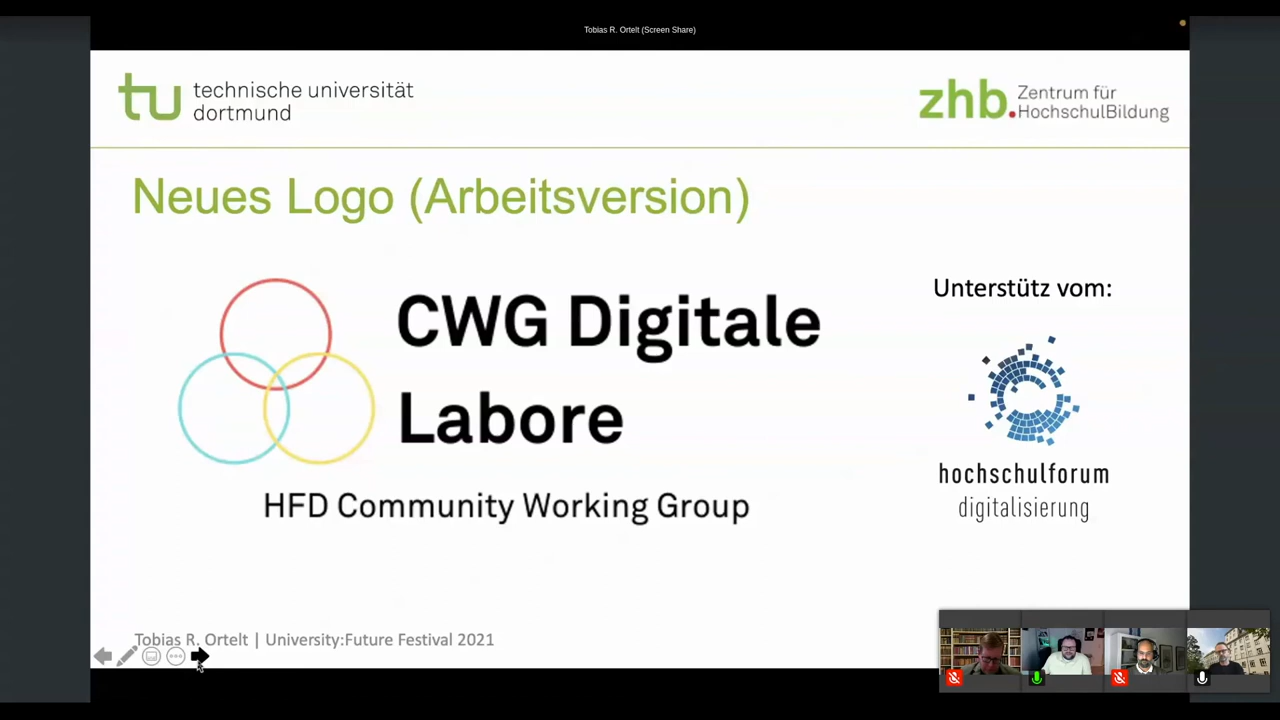 Tobias R. Ortelt (Screen Share)
tu technische universität
dortmund
zhb. Zentrum für
HochschulBildung
Neues Logo (Arbeitsversion)
CWG Digitale
Labore
HFD Community Working Group
Unterstütz vom:
hochschulforum
digitalisierung
Tobias R. Ortelt | University:Future Festival 2021